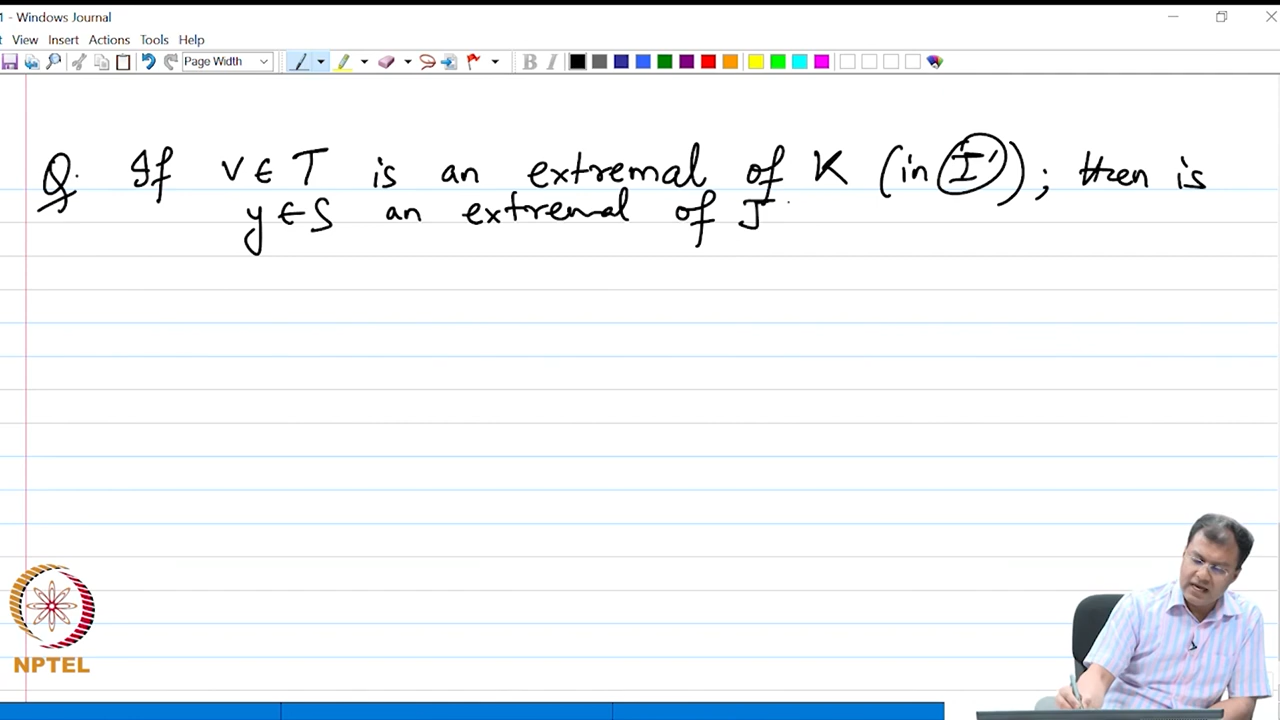 1 - Windows Journal
t View Insert Actions Tools Help
Page Width
B I
Q. If v ∈ T is an extremal of K (in I'); then is
y ∈ S an extremal of J
NPTEL